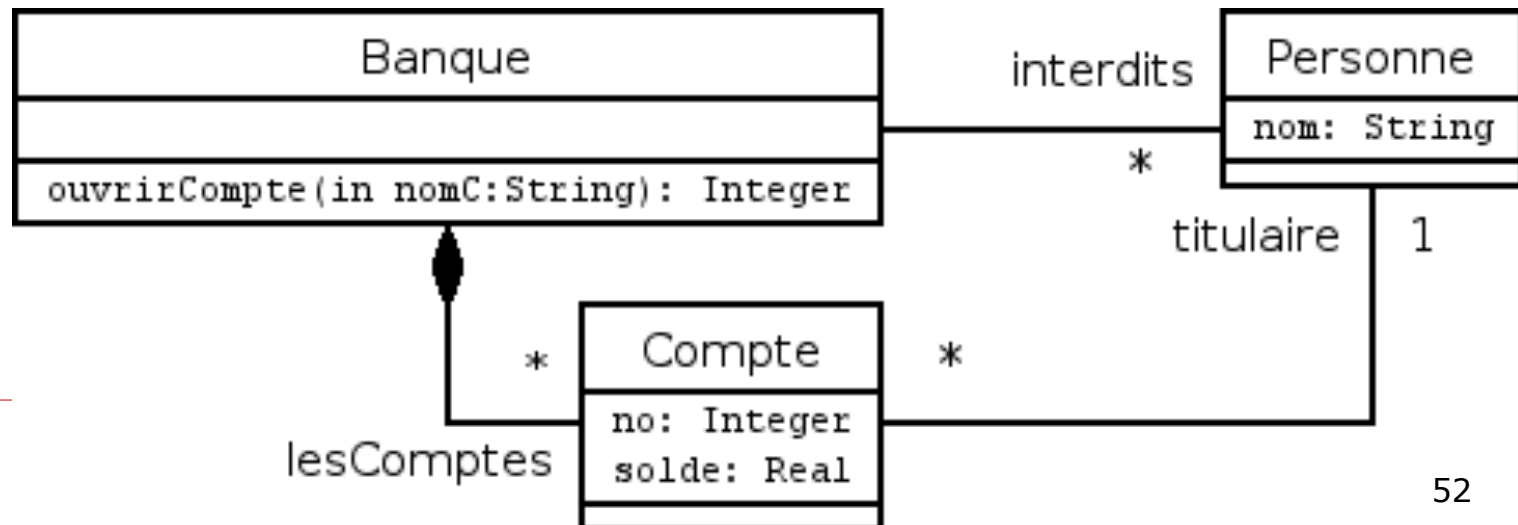 Banque
ouvrirCompte(in nomC:String): Integer
interdits
*
Personne
nom: String
titulaire
1
*
lesComptes
Compte
no: Integer
solde: Real
*
52